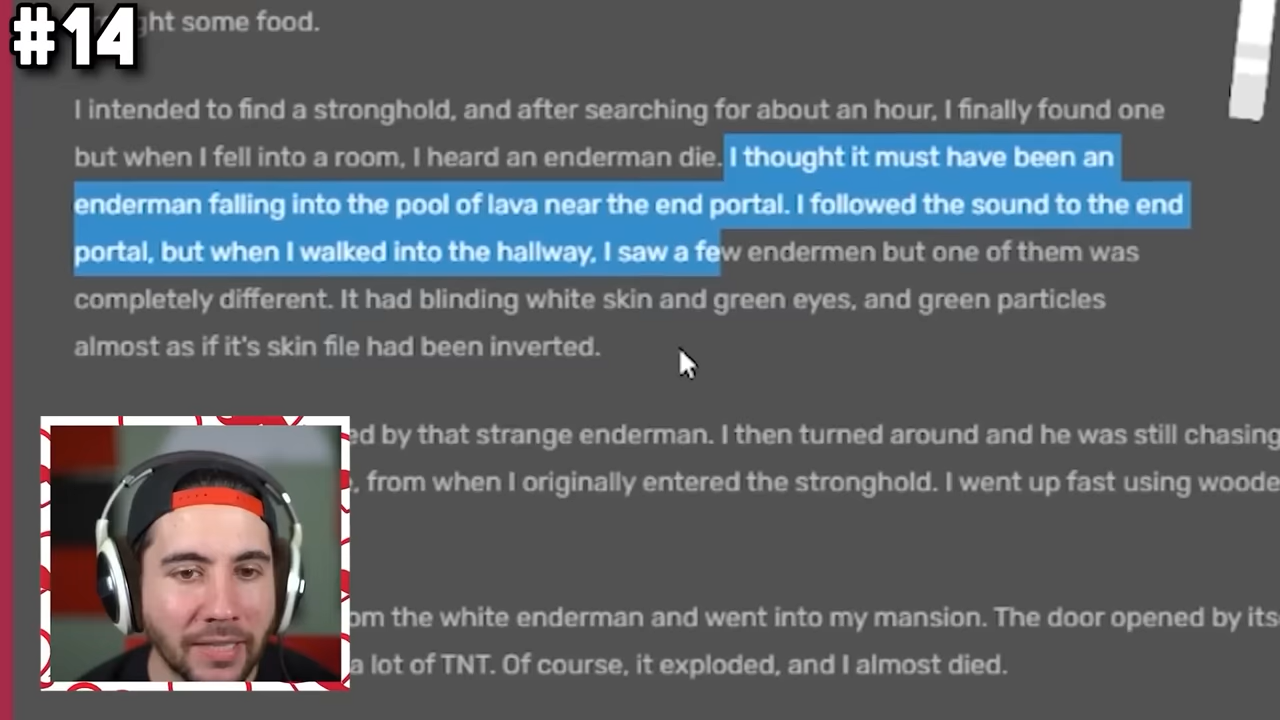 #14
ght some food.
I intended to find a stronghold, and after searching for about an hour, I finally found one
but when I fell into a room, I heard an enderman die. I thought it must have been an
enderman falling into the pool of lava near the end portal. I followed the sound to the end
portal, but when I walked into the hallway, I saw a few endermen but one of them was
completely different. It had blinding white skin and green eyes, and green particles
almost as if it's skin file had been inverted.
ed by that strange enderman. I then turned around and he was still chasing
, from when I originally entered the stronghold. I went up fast using woode
om the white enderman and went into my mansion. The door opened by its
a lot of TNT. Of course, it exploded, and I almost died.